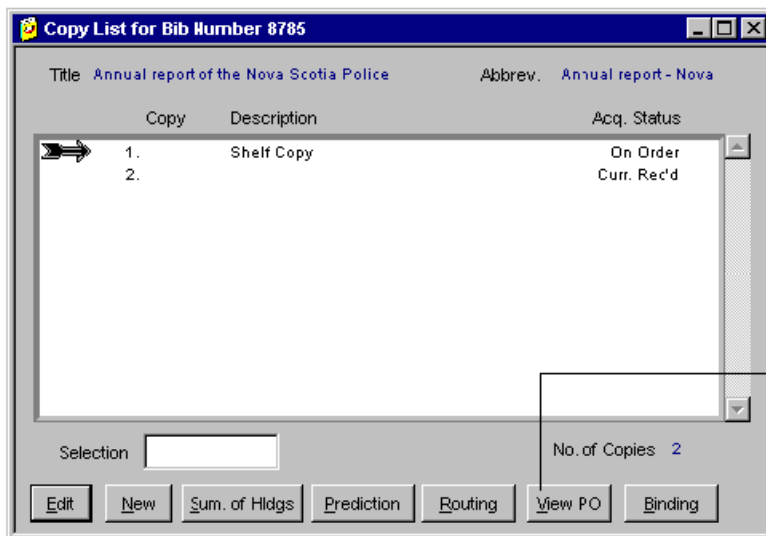 Copy List for Bib Number 8785
Title Annual report of the Nova Scotia Police Abbrev. Annual report - Nova
Copy Description Acq. Status
1. Shelf Copy On Order
2. Curr. Rec'd
Selection No. of Copies 2
Edit New Sum. of Hldgs Prediction Routing View PO Binding